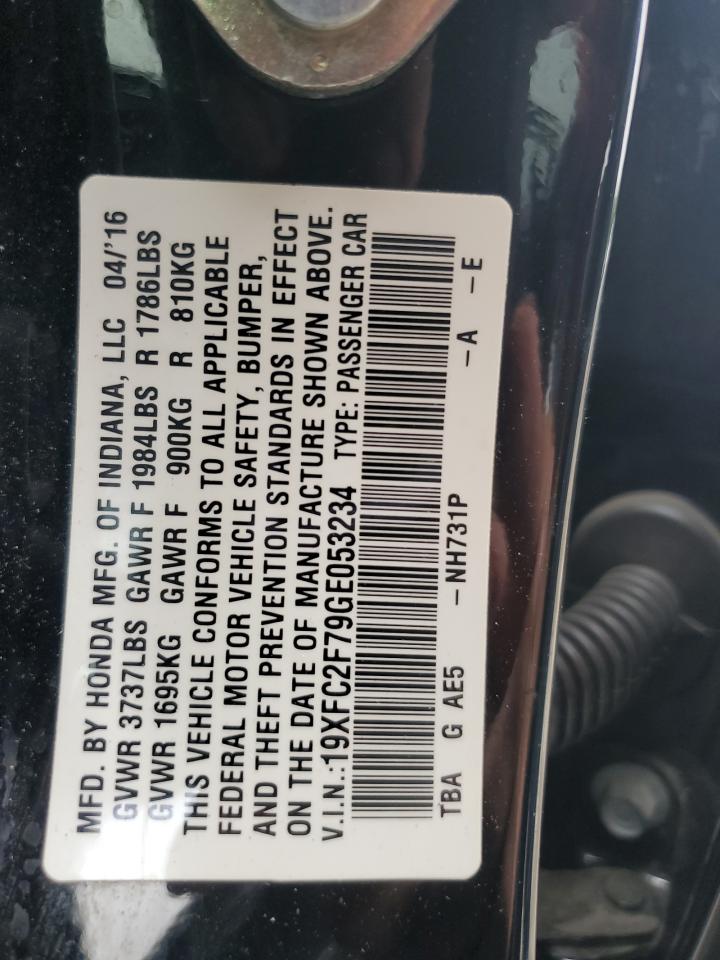 MFD. BY HONDA MFG. OF INDIANA, LLC 04/'16
GVWR 3737LBS GAWR F 1984LBS R 1786LBS
GVWR 1695KG GAWR F 900KG R 810KG
THIS VEHICLE CONFORMS TO ALL APPLICABLE
FEDERAL MOTOR VEHICLE SAFETY, BUMPER,
AND THEFT PREVENTION STANDARDS IN EFFECT
ON THE DATE OF MANUFACTURE SHOWN ABOVE.
V.I.N.:19XFC2F79GE053234 TYPE: PASSENGER CAR
TBA G AE5 -NH731P -A -E